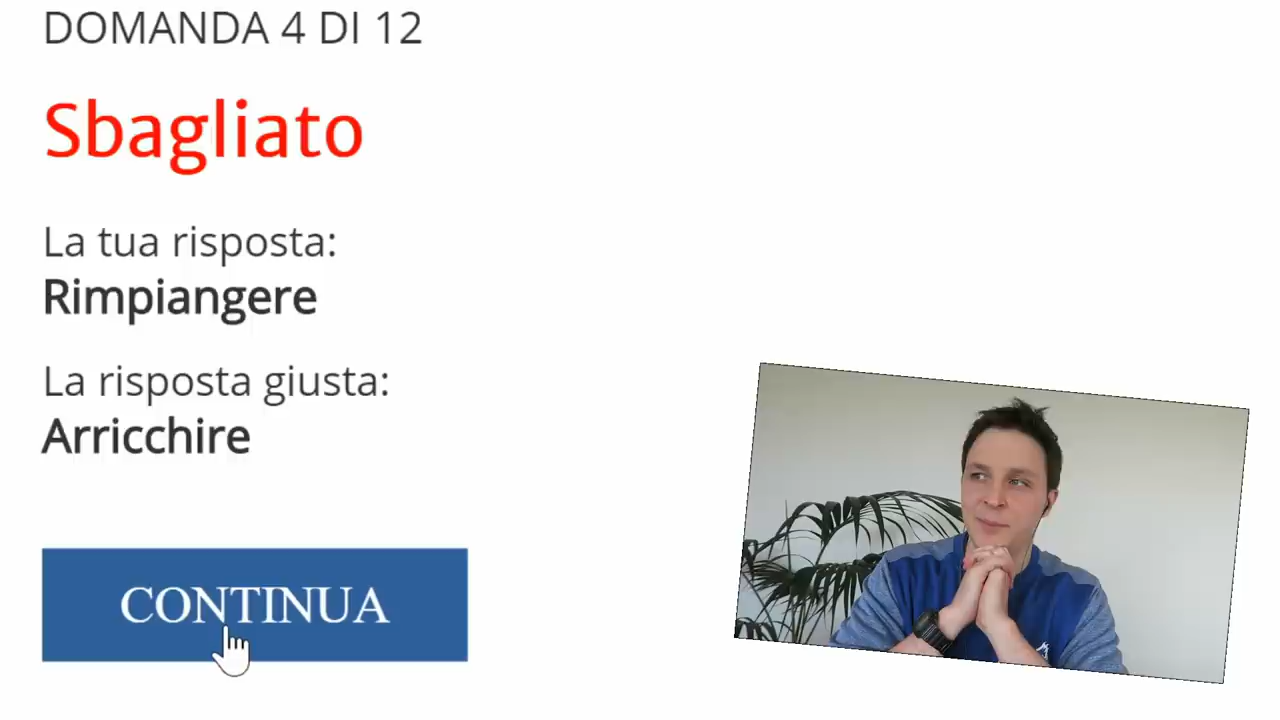 DOMANDA 4 DI 12
Sbagliato
La tua risposta:
Rimpiangere
La risposta giusta:
Arricchire
CONTINUA